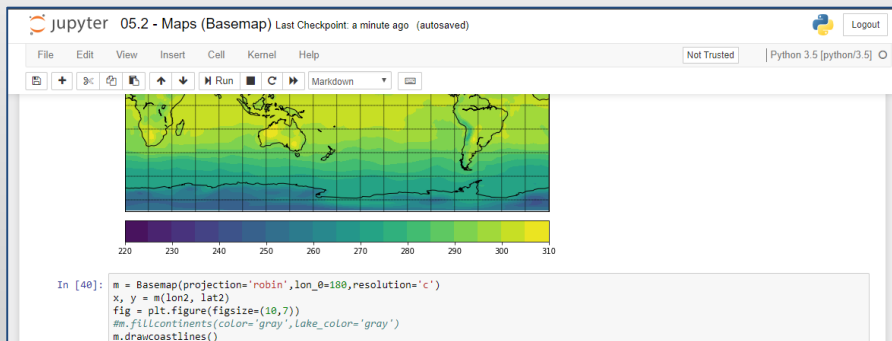 jupyter 05.2 - Maps (Basemap) Last Checkpoint: a minute ago (autosaved) Logout
File Edit View Insert Cell Kernel Help Not Trusted Python 3.5 [python/3.5]
Run Markdown
220 230 240 250 260 270 280 290 300 310
In [40]: m = Basemap(projection='robin',lon_0=180,resolution='c')
x, y = m(lon2, lat2)
fig = plt.figure(figsize=(10,7))
#m.fillcontinents(color='gray',lake_color='gray')
m.drawcoastlines()